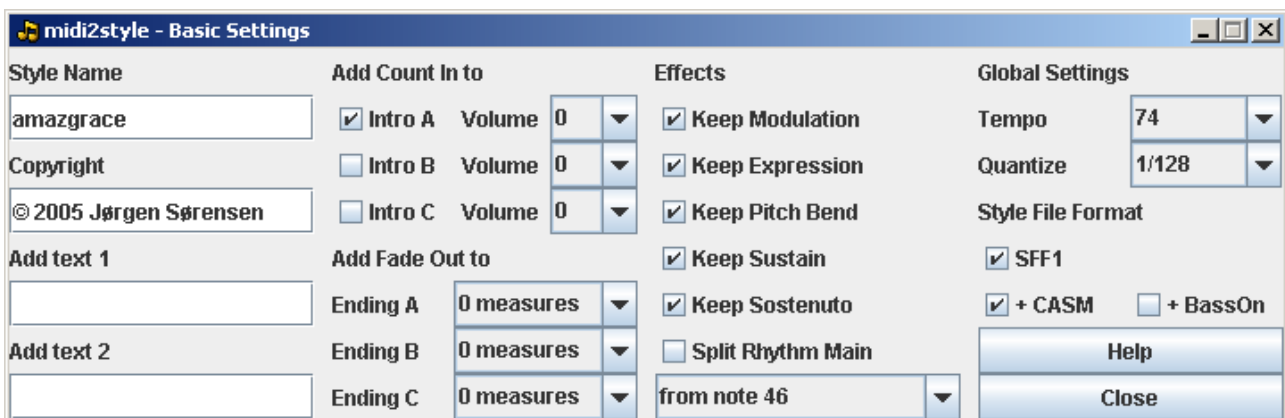 midi2style - Basic Settings
Style Name Add Count In to Effects Global Settings
amazgrace Intro A Volume 0 Keep Modulation Tempo 74
Copyright Intro B Volume 0 Keep Expression Quantize 1/128
© 2005 Jørgen Sørensen Intro C Volume 0 Keep Pitch Bend Style File Format
Add text 1 Add Fade Out to Keep Sustain SFF1
Ending A 0 measures Keep Sostenuto + CASM + BassOn
Add text 2 Ending B 0 measures Split Rhythm Main Help
Ending C 0 measures from note 46 Close